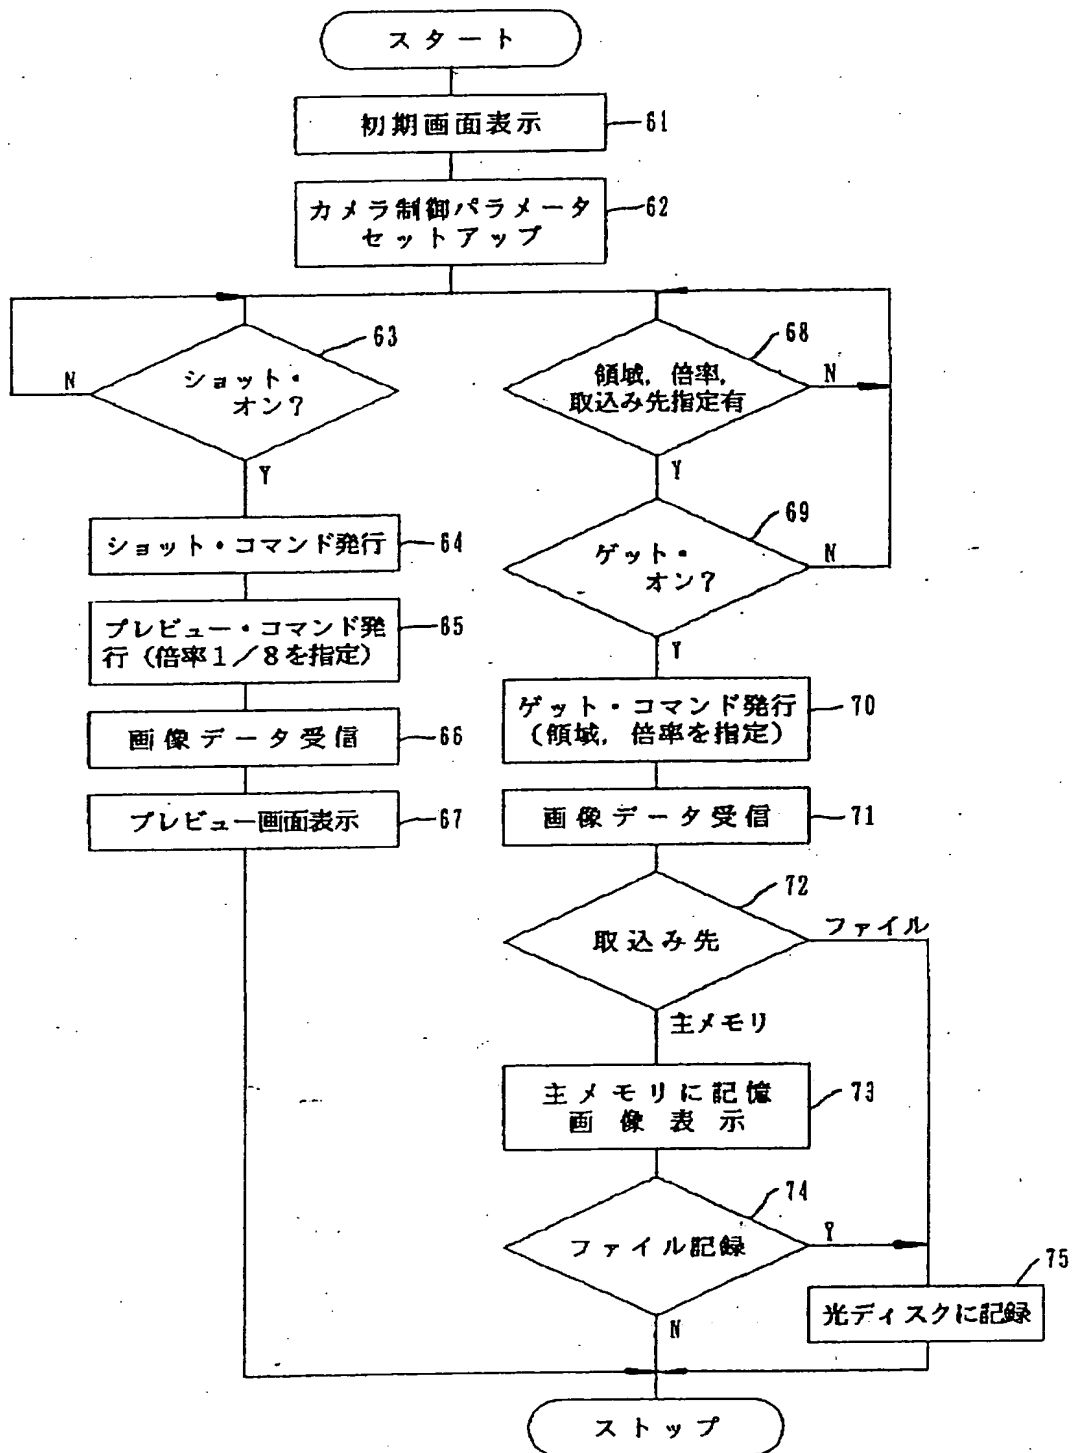 スタート
初期画面表示
61
カメラ制御パラメータ
セットアップ
62
63
ショット・
オン?
N
Y
ショット・コマンド発行
64
プレビュー・コマンド発
行(倍率1/8を指定)
65
画像データ受信
66
プレビュー画面表示
67
68
領域,倍率,
取込み先指定有
N
Y
69
ゲット・
オン?
N
Y
ゲット・コマンド発行
(領域,倍率を指定)
70
画像データ受信
71
72
取込み先
ファイル
主メモリ
主メモリに記憶
画像表示
73
74
ファイル記録
Y
N
75
光ディスクに記録
ストップ